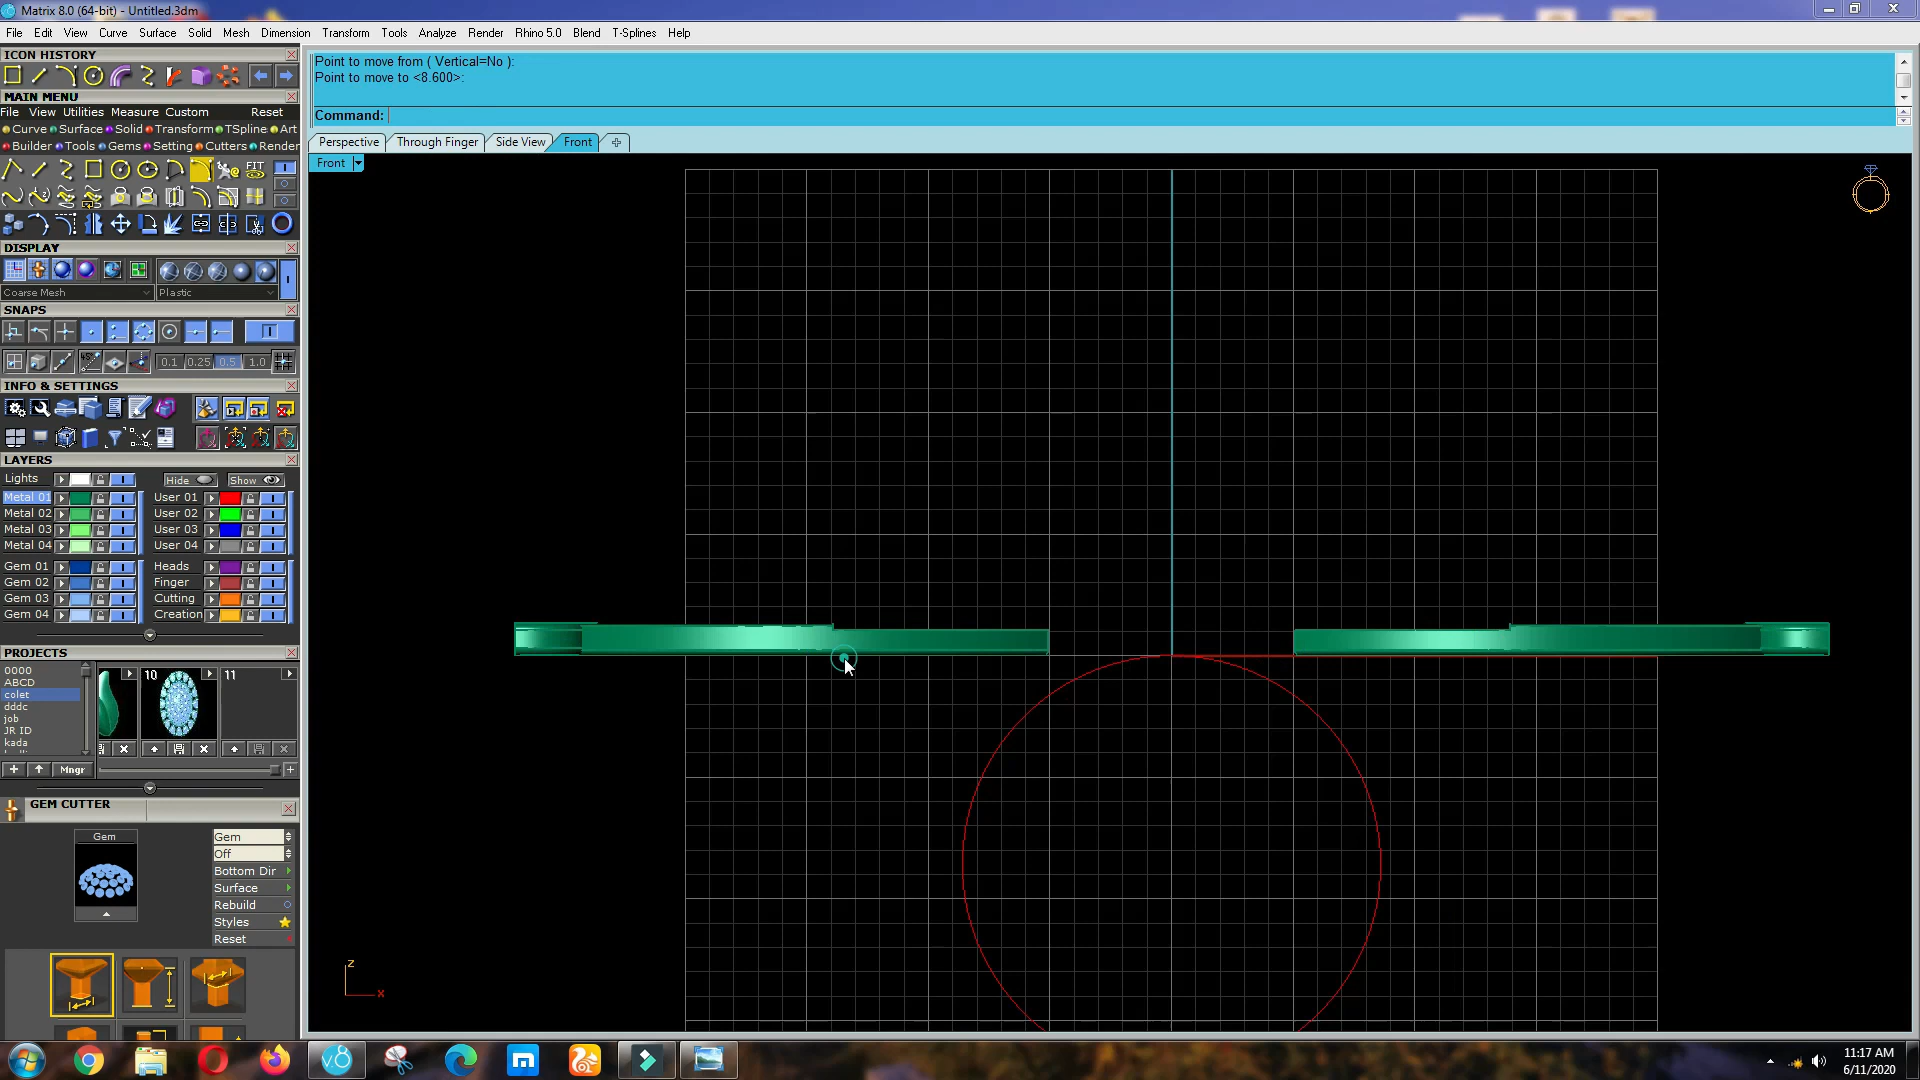 Matrix 8.0 (64-bit) - Untitled.3dm
File Edit View Curve Surface Solid Mesh Dimension Transform Tools Analyze Render Rhino 5.0 Blend T-Splines Help
ICON HISTORY
MAIN MENU
File View Utilities Measure Custom Reset
Curve Surface Solid Transform TSpline Art
Builder Tools Gems Setting Cutters Render
FIT
DISPLAY
Coarse Mesh Plastic
SNAPS
0.1 0.25 0.5 1.0
INFO & SETTINGS
LAYERS
Lights Hide Show
Metal 01 User 01
Metal 02 User 02
Metal 03 User 03
Metal 04 User 04
Gem 01 Heads
Gem 02 Finger
Gem 03 Cutting
Gem 04 Creation
PROJECTS
0000
ABCD
colet
dddc
job
JR ID
kada
10 11
Mngr
GEM CUTTER
Gem
Gem
Off
Bottom Dir
Surface
Rebuild
Styles
Reset
Point to move from ( Vertical=No ):
Point to move to <8.600>:
Command:
Perspective Through Finger Side View Front
Front
z
x
11:17 AM
6/11/2020